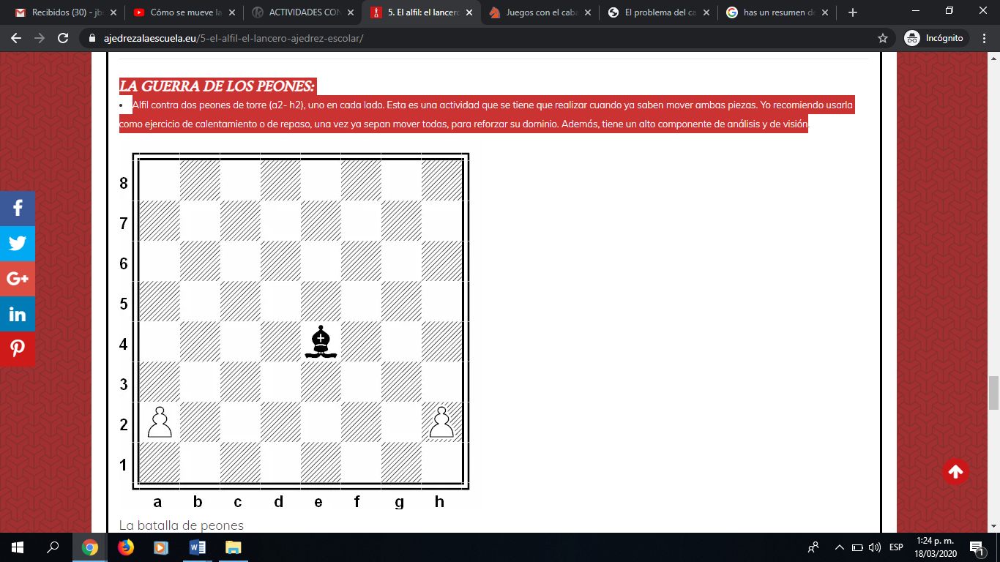 Recibidos (30) - jb
Cómo se mueve la
ACTIVIDADES CON
5. El alfil: el lancero
Juegos con el caba
El problema del ca
has un resumen de
ajedrezalaescuela.eu/5-el-alfil-el-lancero-ajedrez-escolar/
Incógnito
LA GUERRA DE LOS PEONES:
• Alfil contra dos peones de torre (a2- h2), uno en cada lado. Esta es una actividad que se tiene que realizar cuando ya saben mover ambas piezas. Yo recomiendo usarla
como ejercicio de calentamiento o de repaso, una vez ya sepan mover todas, para reforzar su dominio. Además, tiene un alto componente de análisis y de visión.
8
7
6
5
4
3
2
1
a b c d e f g h
La batalla de peones
G+
in
ESP
1:24 p. m.
18/03/2020
1